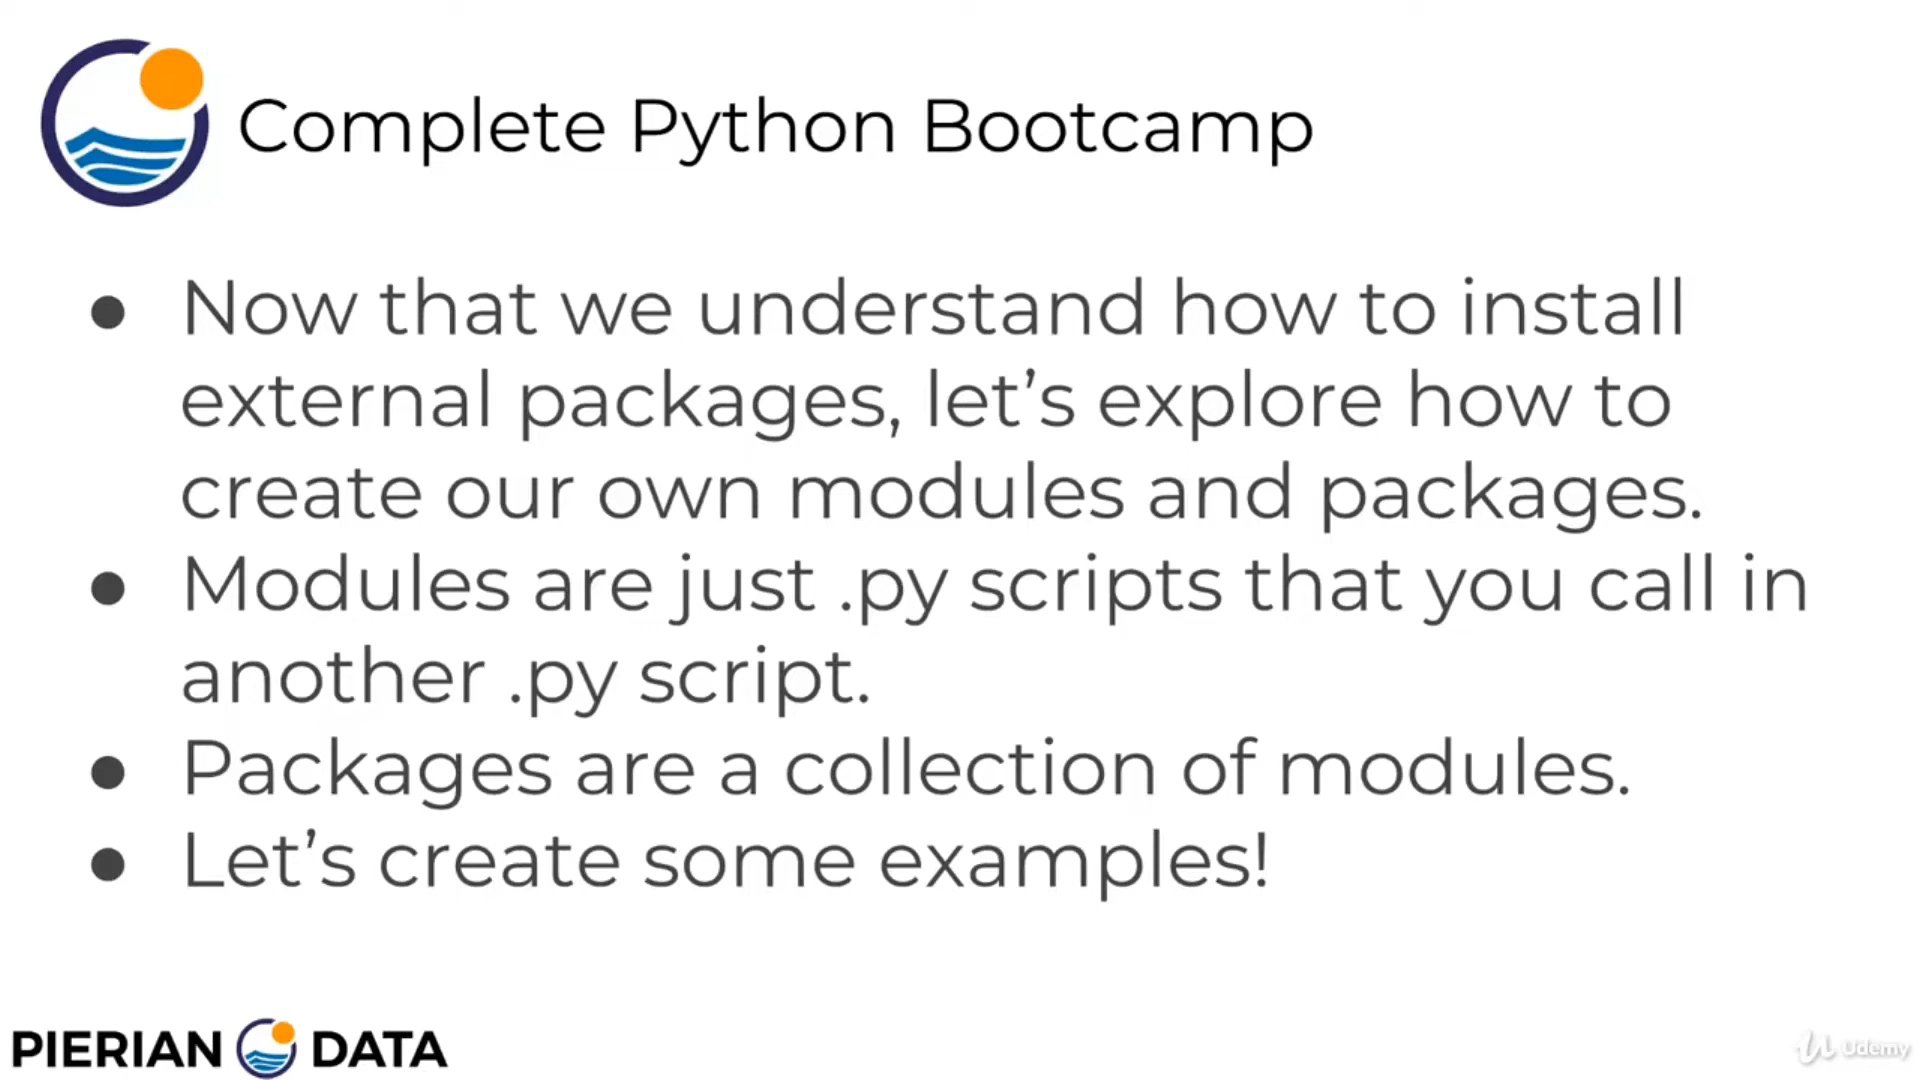 Complete Python Bootcamp
● Now that we understand how to install
external packages, let’s explore how to
create our own modules and packages.
● Modules are just .py scripts that you call in
another .py script.
● Packages are a collection of modules.
● Let’s create some examples!
PIERIAN DATA
Udemy